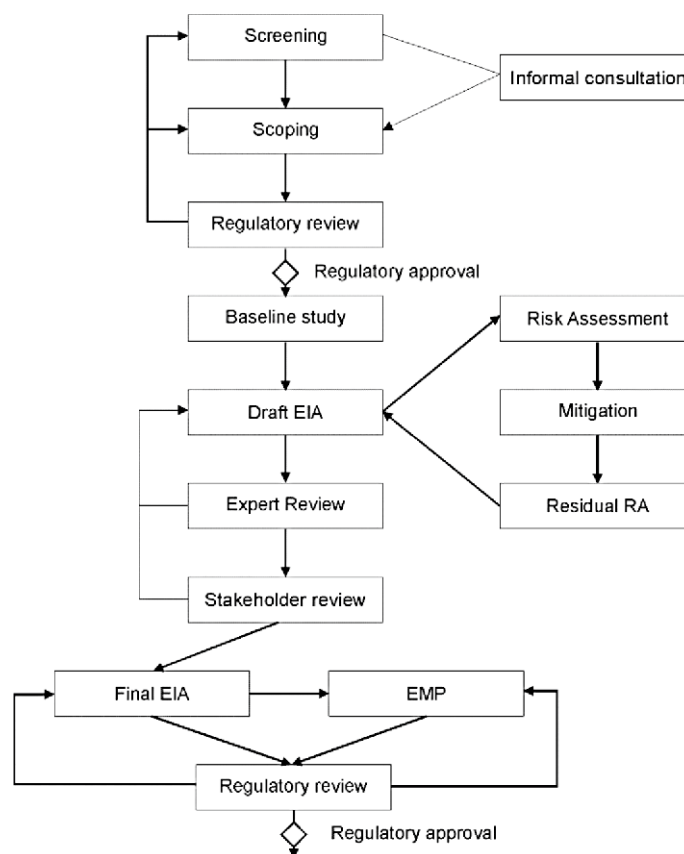 Screening
Informal consultation
Scoping
Regulatory review
Regulatory approval
Baseline study
Risk Assessment
Draft EIA
Mitigation
Expert Review
Residual RA
Stakeholder review
Final EIA
EMP
Regulatory review
Regulatory approval